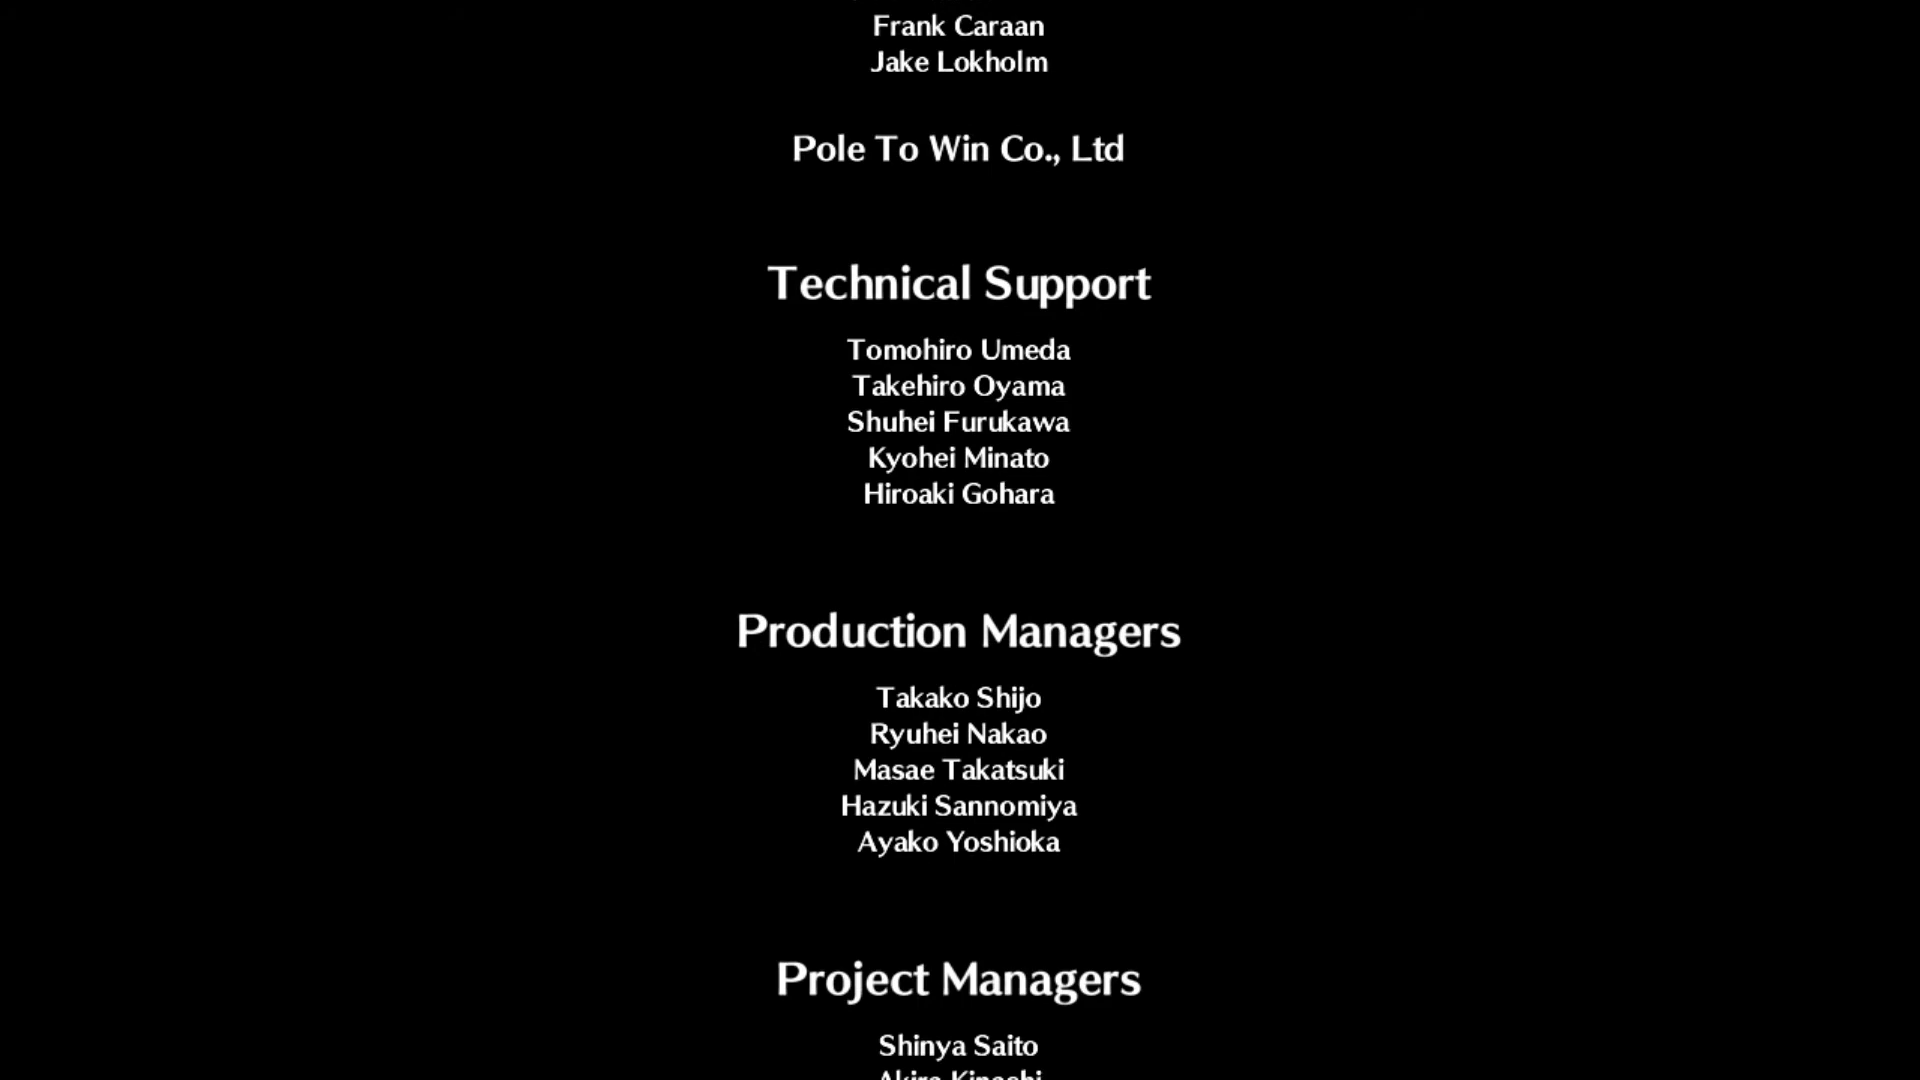 Frank Caraan
Jake Lokholm
Pole To Win Co., Ltd
Technical Support
Tomohiro Umeda
Takehiro Oyama
Shuhei Furukawa
Kyohei Minato
Hiroaki Gohara
Production Managers
Takako Shijo
Ryuhei Nakao
Masae Takatsuki
Hazuki Sannomiya
Ayako Yoshioka
Project Managers
Shinya Saito